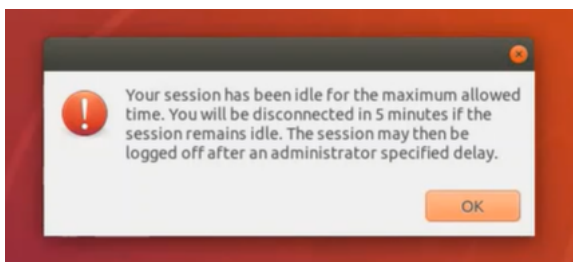 Your session has been idle for the maximum allowed
time. You will be disconnected in 5 minutes if the
session remains idle. The session may then be
logged off after an administrator specified delay.
OK